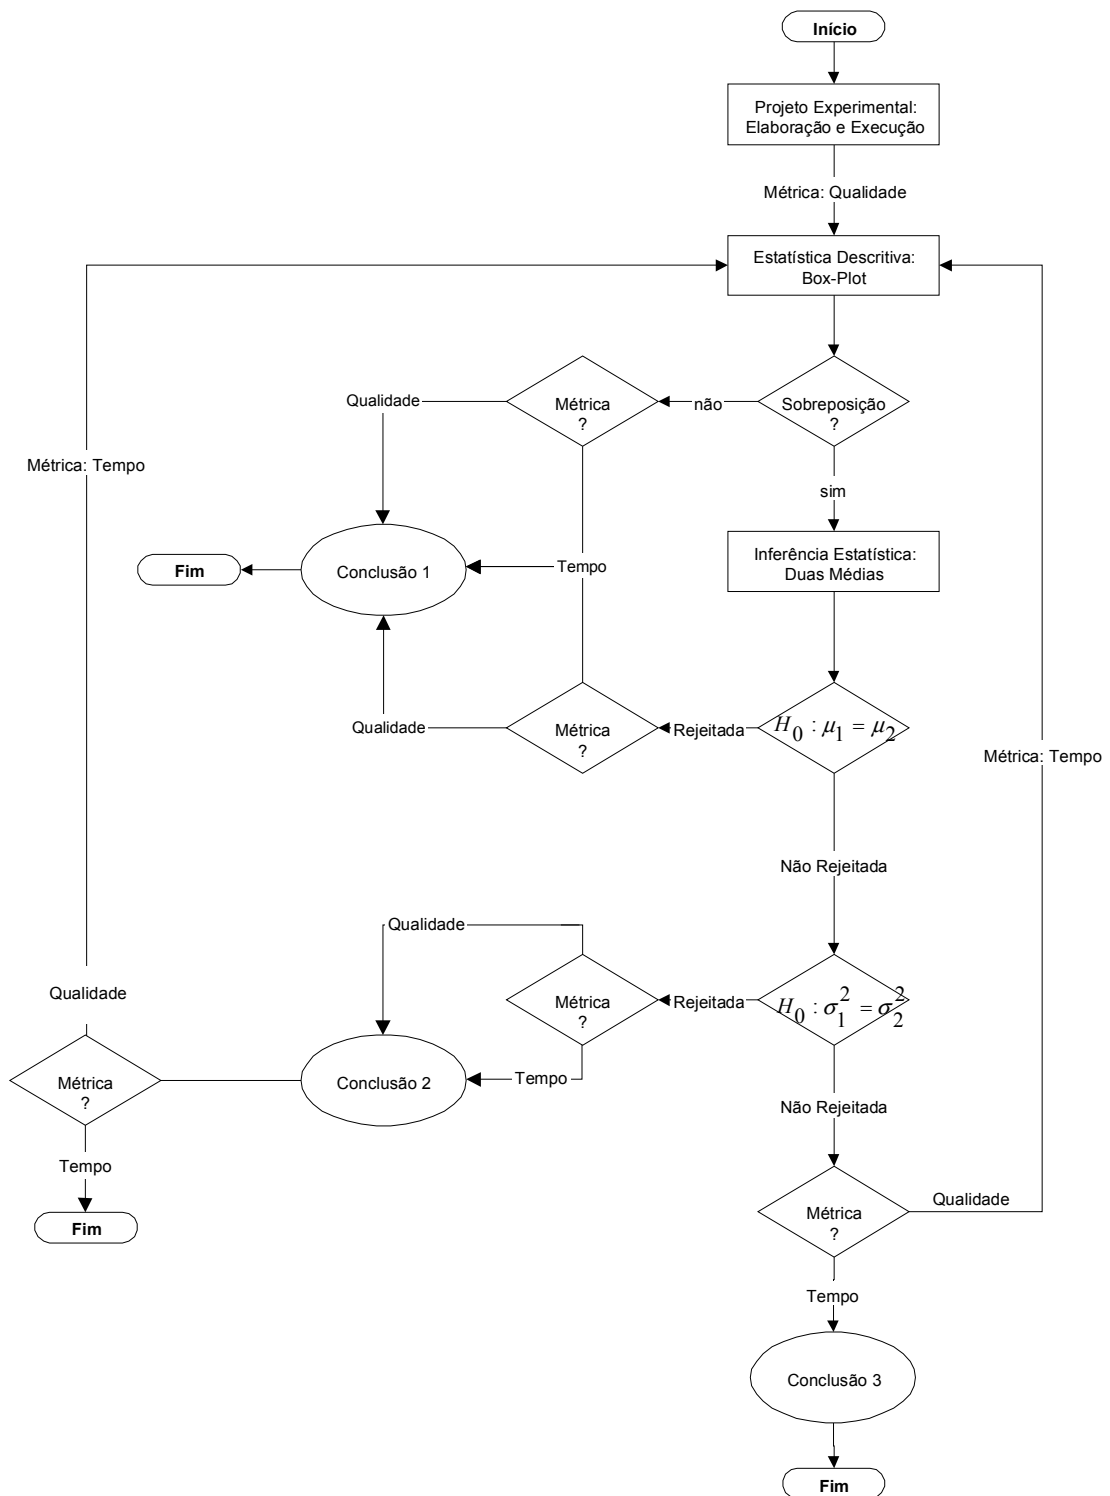 Início
Projeto Experimental:
Elaboração e Execução
Métrica: Qualidade
Estatística Descritiva:
Box-Plot
Qualidade
Métrica
?
não
Sobreposição
?
Métrica: Tempo
sim
Fim
Conclusão 1
Tempo
Inferência Estatística:
Duas Médias
Qualidade
Métrica
?
Rejeitada
H₀ : μ₁ = μ₂
Métrica: Tempo
Não Rejeitada
Qualidade
Qualidade
Métrica
?
Rejeitada
H₀ : σ₁² = σ₂²
Métrica
?
Conclusão 2
Tempo
Não Rejeitada
Tempo
Fim
Métrica
?
Qualidade
Tempo
Conclusão 3
Fim